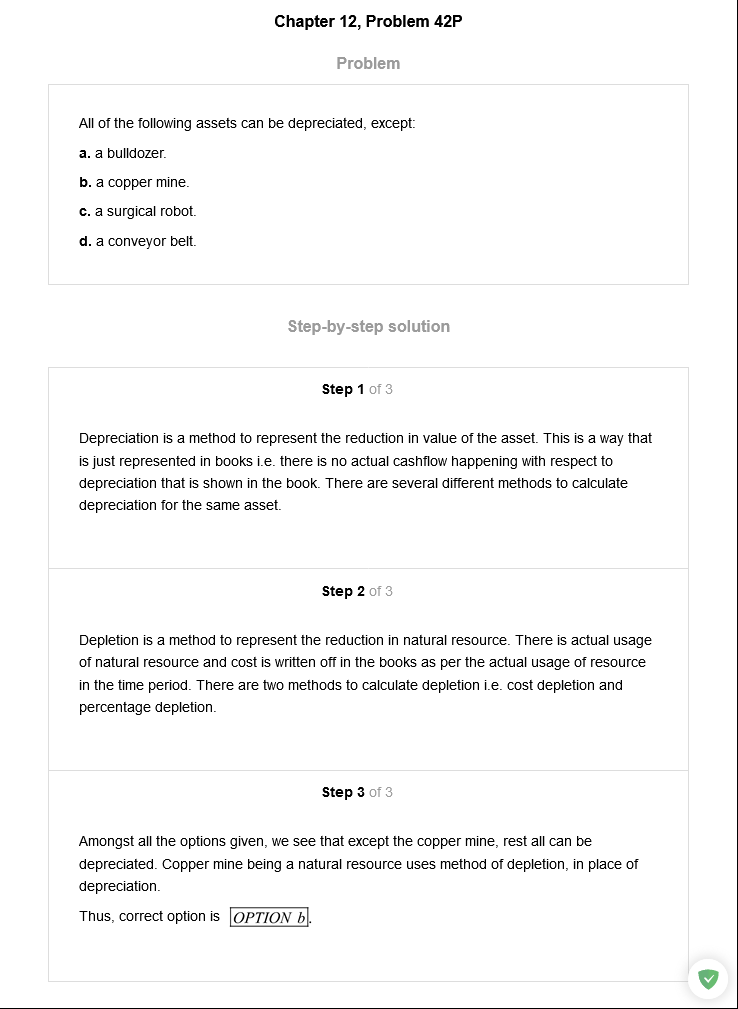 Chapter 12, Problem 42P
Problem
All of the following assets can be depreciated, except:
a. a bulldozer.
b. a copper mine.
c. a surgical robot.
d. a conveyor belt.
Step-by-step solution
Step 1 of 3
Depreciation is a method to represent the reduction in value of the asset. This is a way that
is just represented in books i.e. there is no actual cashflow happening with respect to
depreciation that is shown in the book. There are several different methods to calculate
depreciation for the same asset.
Step 2 of 3
Depletion is a method to represent the reduction in natural resource. There is actual usage
of natural resource and cost is written off in the books as per the actual usage of resource
in the time period. There are two methods to calculate depletion i.e. cost depletion and
percentage depletion.
Step 3 of 3
Amongst all the options given, we see that except the copper mine, rest all can be
depreciated. Copper mine being a natural resource uses method of depletion, in place of
depreciation.
Thus, correct option is OPTION b.